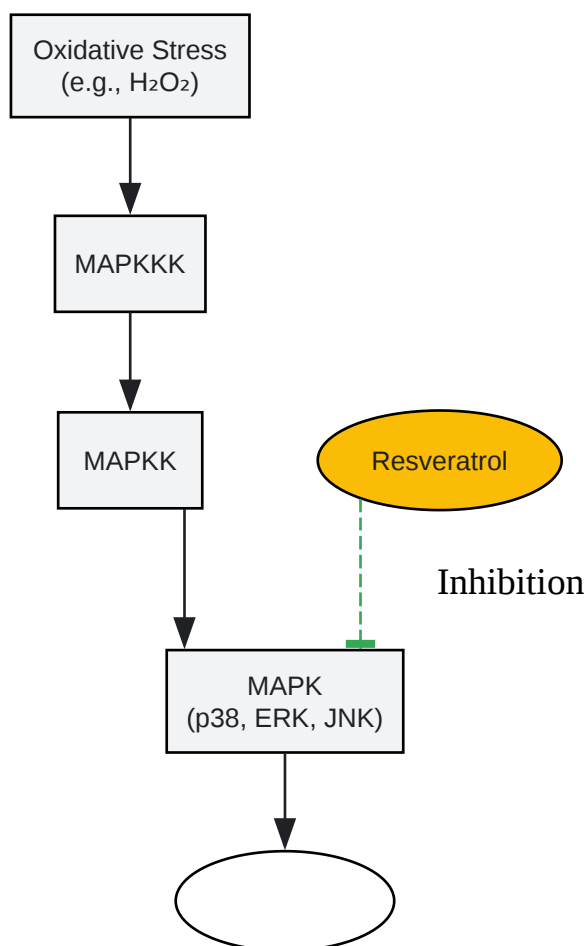 Oxidative Stress
(e.g., H₂O₂)
MAPKKK
MAPKK
Resveratrol
Inhibition
MAPK
(p38, ERK, JNK)